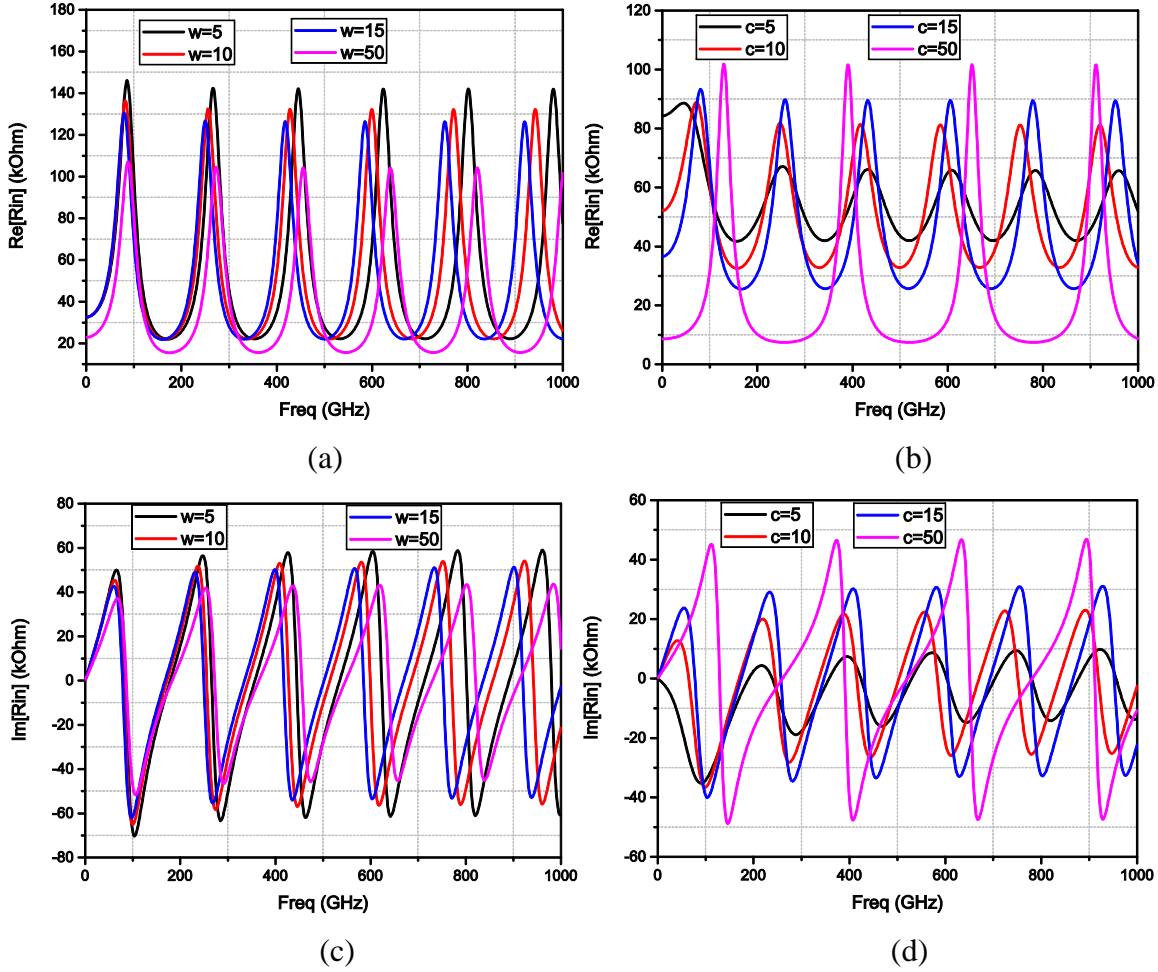 w=5 w=15
w=10 w=50
180
160
140
120
100
80
60
40
20
Re[Rin] (kOhm)
0 200 400 600 800 1000
Freq (GHz)
(a)
c=5 c=15
c=10 c=50
120
100
80
60
40
20
0
Re[Rin] (kOhm)
0 200 400 600 800 1000
Freq (GHz)
(b)
w=5 w=15
w=10 w=50
80
60
40
20
0
-20
-40
-60
-80
Im[Rin] (kOhm)
0 200 400 600 800 1000
Freq (GHz)
(c)
c=5 c=15
c=10 c=50
60
40
20
0
-20
-40
-60
Im[Rin] (kOhm)
0 200 400 600 800 1000
Freq (GHz)
(d)